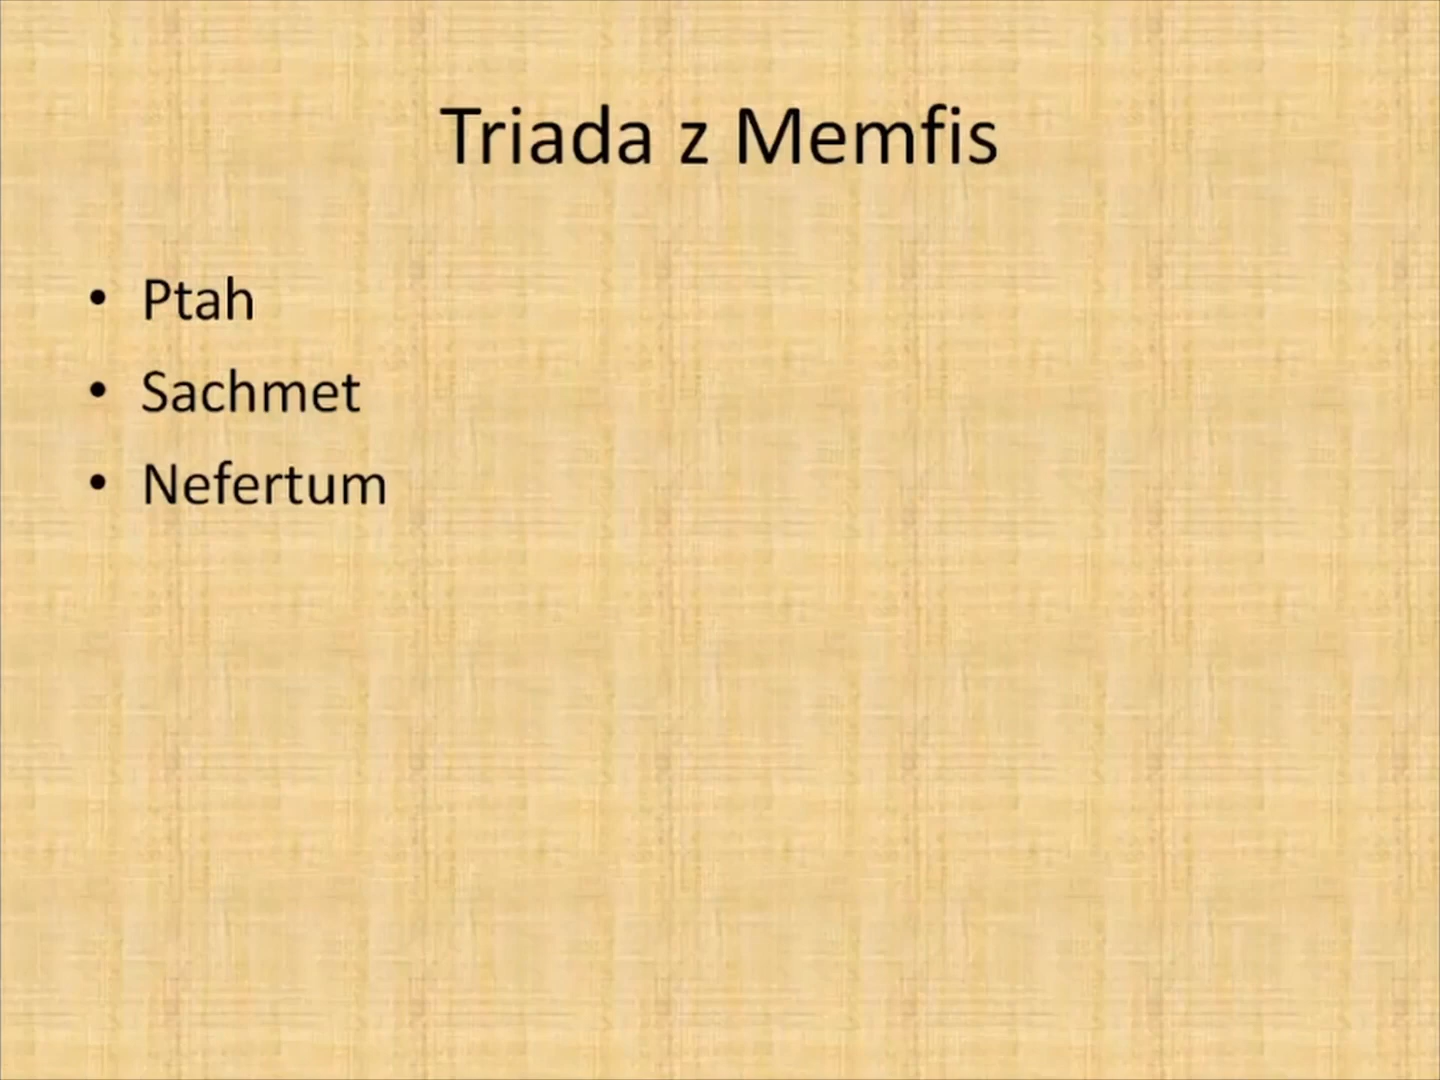 Triada z Memfis
• Ptah
• Sachmet
• Nefertum